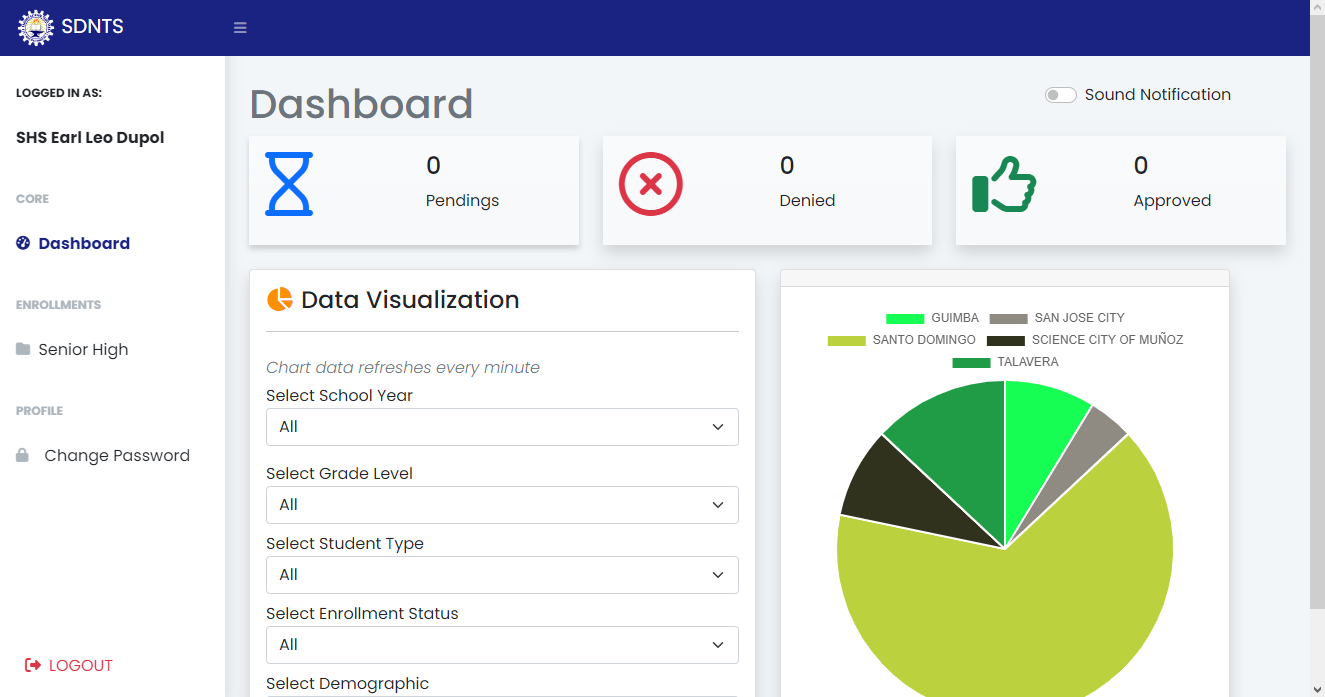 SDNTS
LOGGED IN AS:
SHS Earl Leo Dupol
CORE
Dashboard
ENROLLMENTS
Senior High
PROFILE
Change Password
LOGOUT
Dashboard
Sound Notification
0
Pendings
0
Denied
0
Approved
Data Visualization
Chart data refreshes every minute
Select School Year
All
Select Grade Level
All
Select Student Type
All
Select Enrollment Status
All
Select Demographic
GUIMBA SAN JOSE CITY
SANTO DOMINGO SCIENCE CITY OF MUÑOZ
TALAVERA